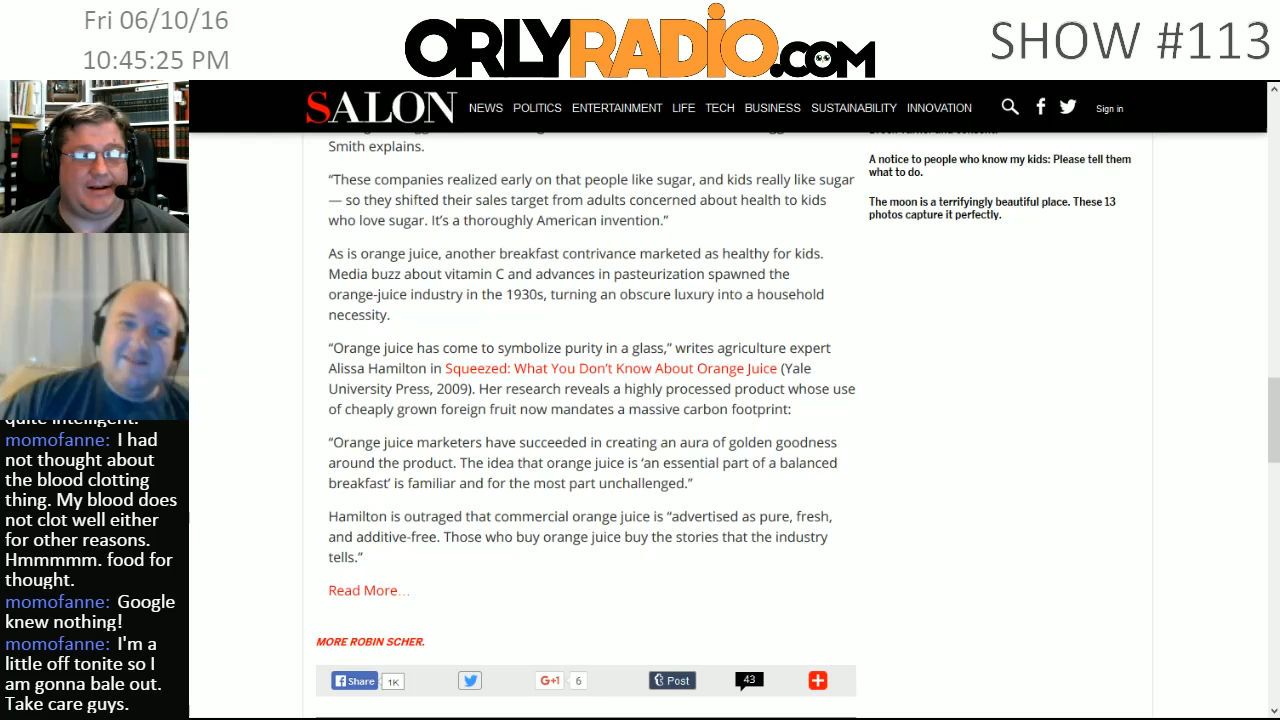 Fri 06/10/16
10:45:25 PM
ORLYRADIO.COM
SHOW #113
SALON
NEWS POLITICS ENTERTAINMENT LIFE TECH BUSINESS SUSTAINABILITY INNOVATION
Sign in
Smith explains.
“These companies realized early on that people like sugar, and kids really like sugar
— so they shifted their sales target from adults concerned about health to kids
who love sugar. It’s a thoroughly American invention.”
As is orange juice, another breakfast contrivance marketed as healthy for kids.
Media buzz about vitamin C and advances in pasteurization spawned the
orange-juice industry in the 1930s, turning an obscure luxury into a household
necessity.
“Orange juice has come to symbolize purity in a glass,” writes agriculture expert
Alissa Hamilton in Squeezed: What You Don’t Know About Orange Juice (Yale
University Press, 2009). Her research reveals a highly processed product whose use
of cheaply grown foreign fruit now mandates a massive carbon footprint:
“Orange juice marketers have succeeded in creating an aura of golden goodness
around the product. The idea that orange juice is ‘an essential part of a balanced
breakfast’ is familiar and for the most part unchallenged.”
Hamilton is outraged that commercial orange juice is “advertised as pure, fresh,
and additive-free. Those who buy orange juice buy the stories that the industry
tells.”
Read More…
MORE ROBIN SCHER.
Share 1K
G+1 6
Post
43
A notice to people who know my kids: Please tell them
what to do.
The moon is a terrifyingly beautiful place. These 13
photos capture it perfectly.
quite intelligent.
momofanne: I had
not thought about
the blood clotting
thing. My blood does
not clot well either
for other reasons.
Hmmmmm. food for
thought.
momofanne: Google
knew nothing!
momofanne: I'm a
little off tonite so I
am gonna bale out.
Take care guys.